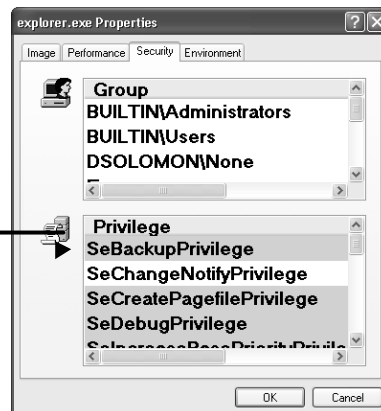 explorer.exe Properties
Image Performance Security Environment
Group
BUILTIN\Administrators
BUILTIN\Users
DSOLOMON\None
Privilege
SeBackupPrivilege
SeChangeNotifyPrivilege
SeCreatePagefilePrivilege
SeDebugPrivilege
OK Cancel